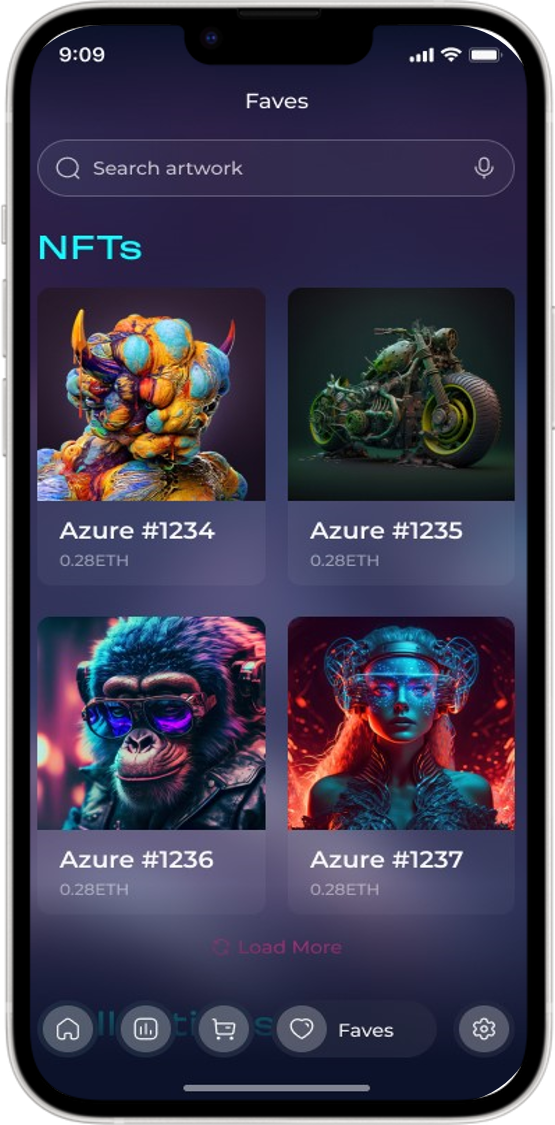 9:09
Faves
Search artwork
NFTs
Azure #1234
0.28ETH
Azure #1235
0.28ETH
Azure #1236
0.28ETH
Azure #1237
0.28ETH
Load More
Faves